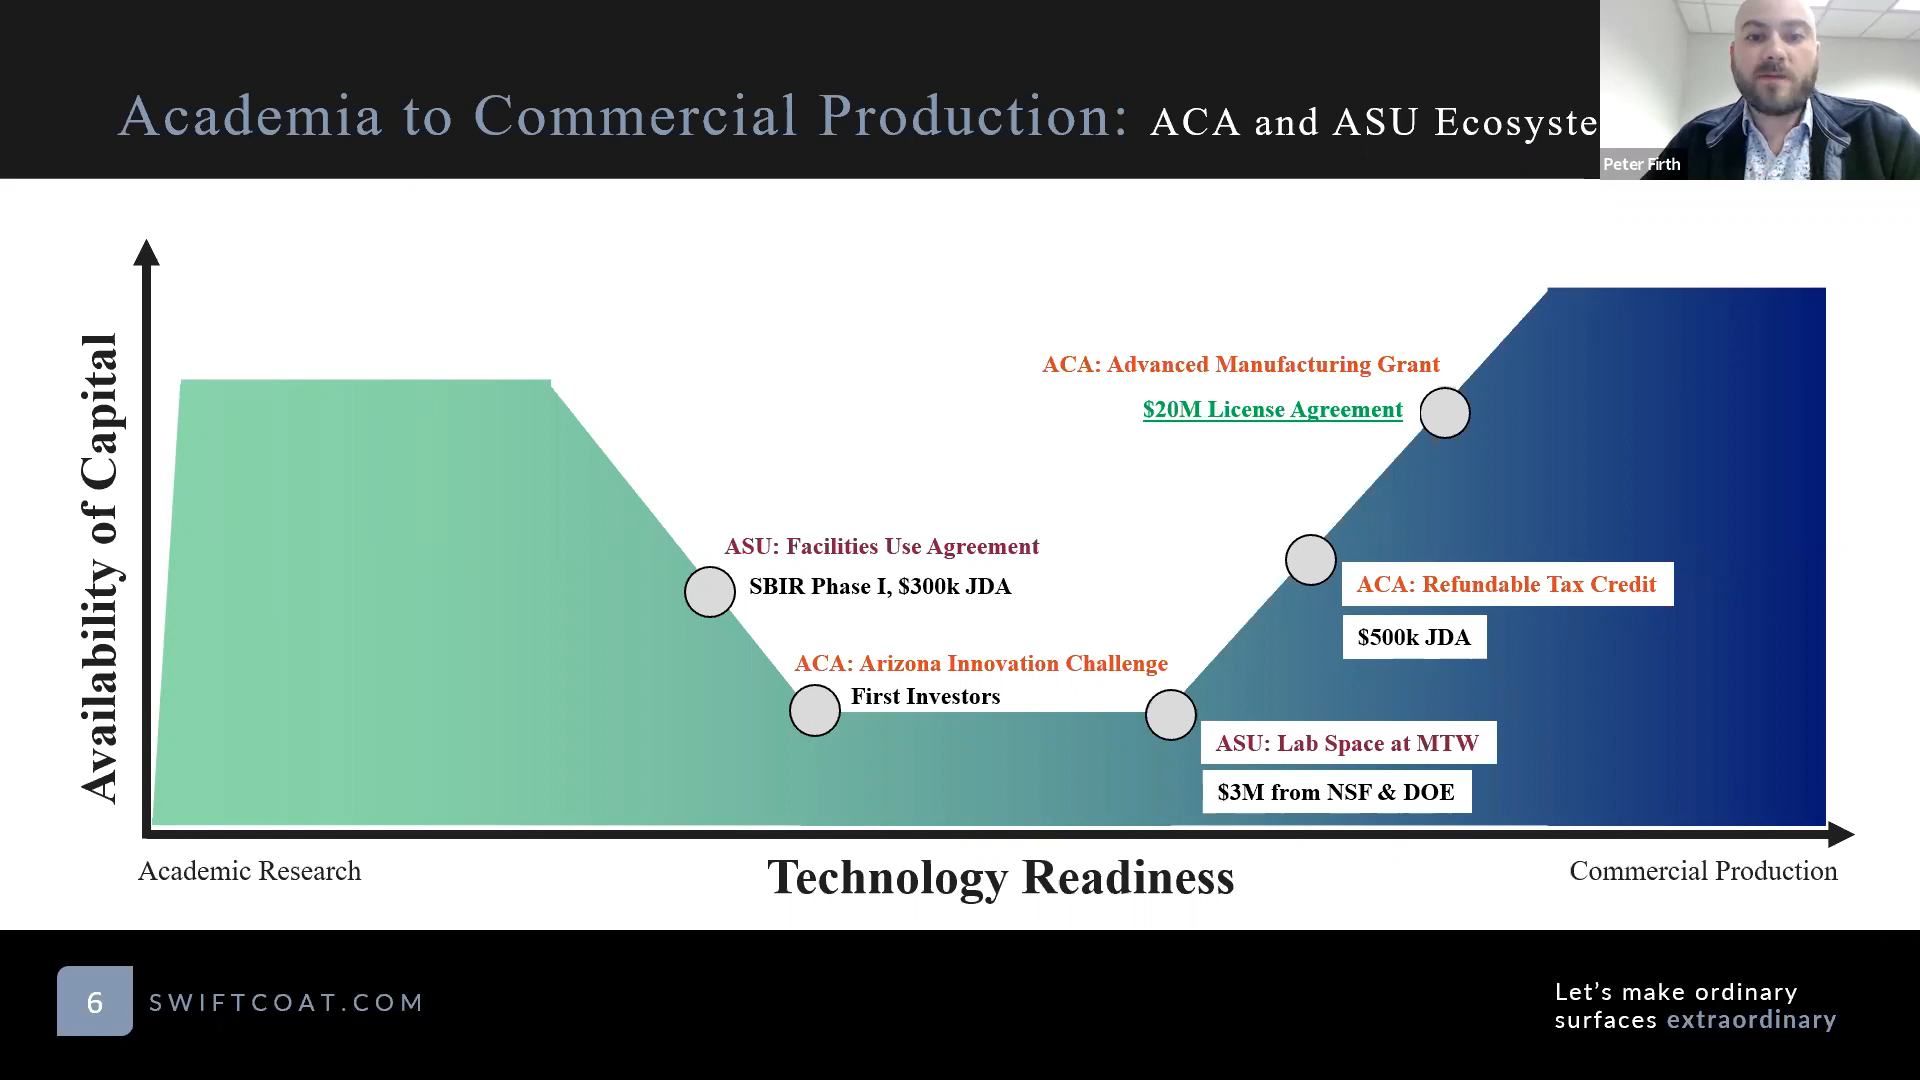 Academia to Commercial Production: ACA and ASU Ecosyste
Peter Firth
Availability of Capital
ACA: Advanced Manufacturing Grant
$20M License Agreement
ASU: Facilities Use Agreement
SBIR Phase I, $300k JDA
ACA: Refundable Tax Credit
$500k JDA
ACA: Arizona Innovation Challenge
First Investors
ASU: Lab Space at MTW
$3M from NSF & DOE
Academic Research
Technology Readiness
Commercial Production
6
SWIFTCOAT.COM
Let’s make ordinary
surfaces extraordinary